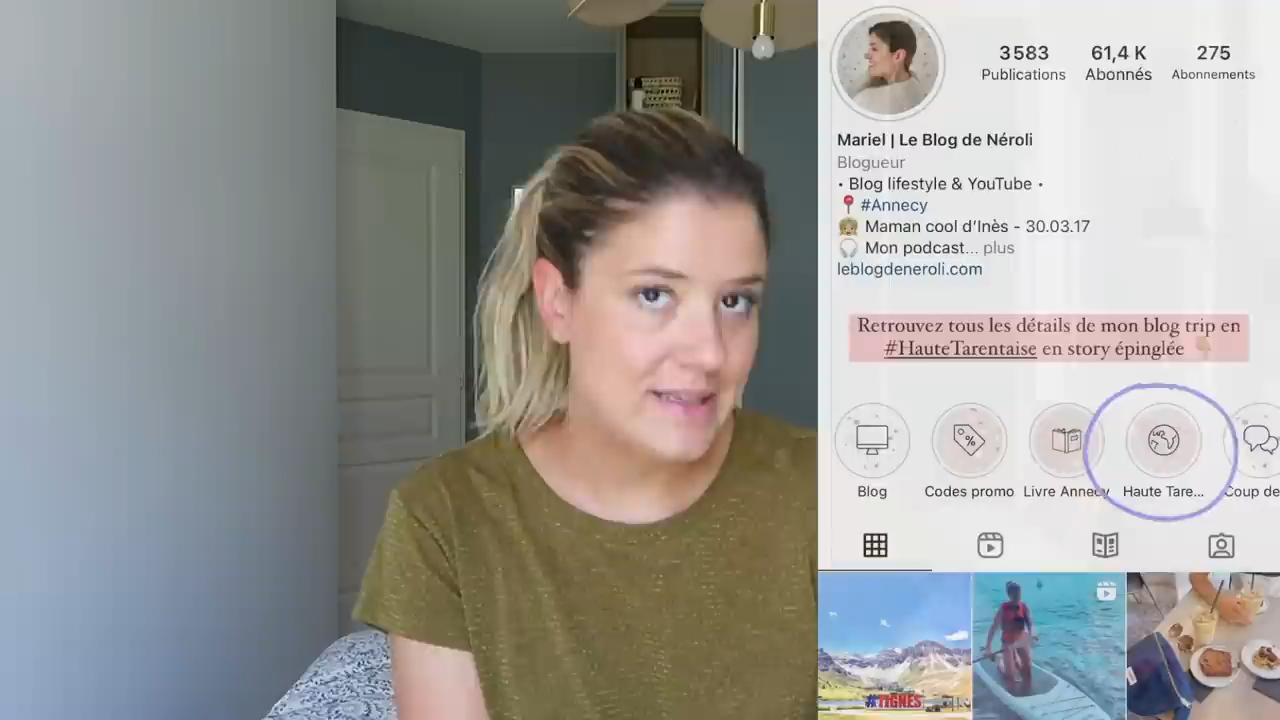 3583 61,4 K 275
Publications Abonnés Abonnements
Mariel | Le Blog de Néroli
Blogueur
• Blog lifestyle & YouTube •
📍 #Annecy
👧🏼 Maman cool d'Inès - 30.03.17
🎧 Mon podcast... plus
leblogdeneroli.com
Retrouvez tous les détails de mon blog trip en
#HauteTarentaise en story épinglée 👇🏻
Blog Codes promo Livre Annecy Haute Tare... Coup de
#TIGNES